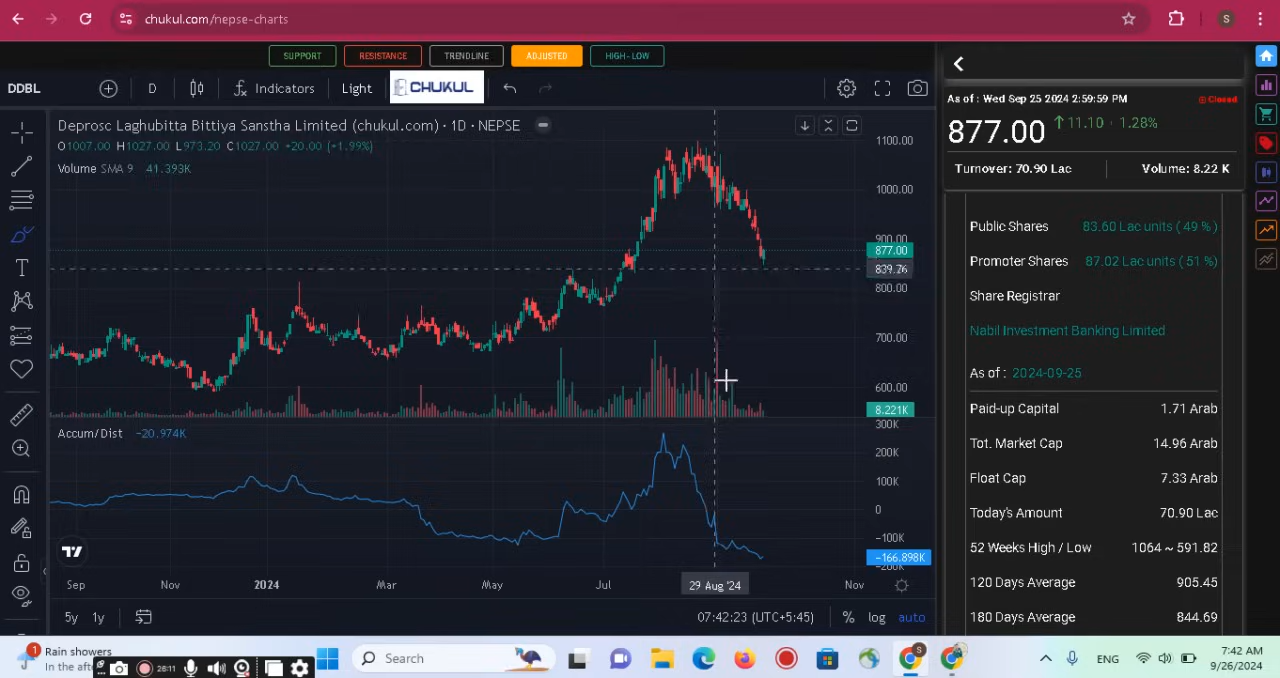 chukul.com/nepse-charts
S
SUPPORT RESISTANCE TRENDLINE ADJUSTED HIGH-LOW
DDBL D Indicators Light CHUKUL
Deprosc Laghubitta Bittiya Sanstha Limited (chukul.com) · 1D · NEPSE
O1007.00 H1027.00 L973.20 C1027.00 +20.00 (+1.99%)
Volume SMA 9 41.393K
1100.00
1000.00
900.00
877.00
839.76
800.00
700.00
600.00
8.221K
Accum/Dist −20.974K
300K
200K
100K
0
−100K
−166.898K
−200K
Sep Nov 2024 Mar May Jul 29 Aug '24 Nov
5y 1y 07:42:23 (UTC+5:45) % log auto
As of : Wed Sep 25 2024 2:59:59 PM Closed
877.00 11.10 · 1.28%
Turnover: 70.90 Lac Volume: 8.22 K
Public Shares 83.60 Lac units ( 49 % )
Promoter Shares 87.02 Lac units ( 51 % )
Share Registrar
Nabil Investment Banking Limited
As of : 2024-09-25
Paid-up Capital 1.71 Arab
Tot. Market Cap 14.96 Arab
Float Cap 7.33 Arab
Today's Amount 70.90 Lac
52 Weeks High / Low 1064 ~ 591.82
120 Days Average 905.45
180 Days Average 844.69
1 Rain showers
In the afte
28:11
Search
S
ENG
7:42 AM
9/26/2024